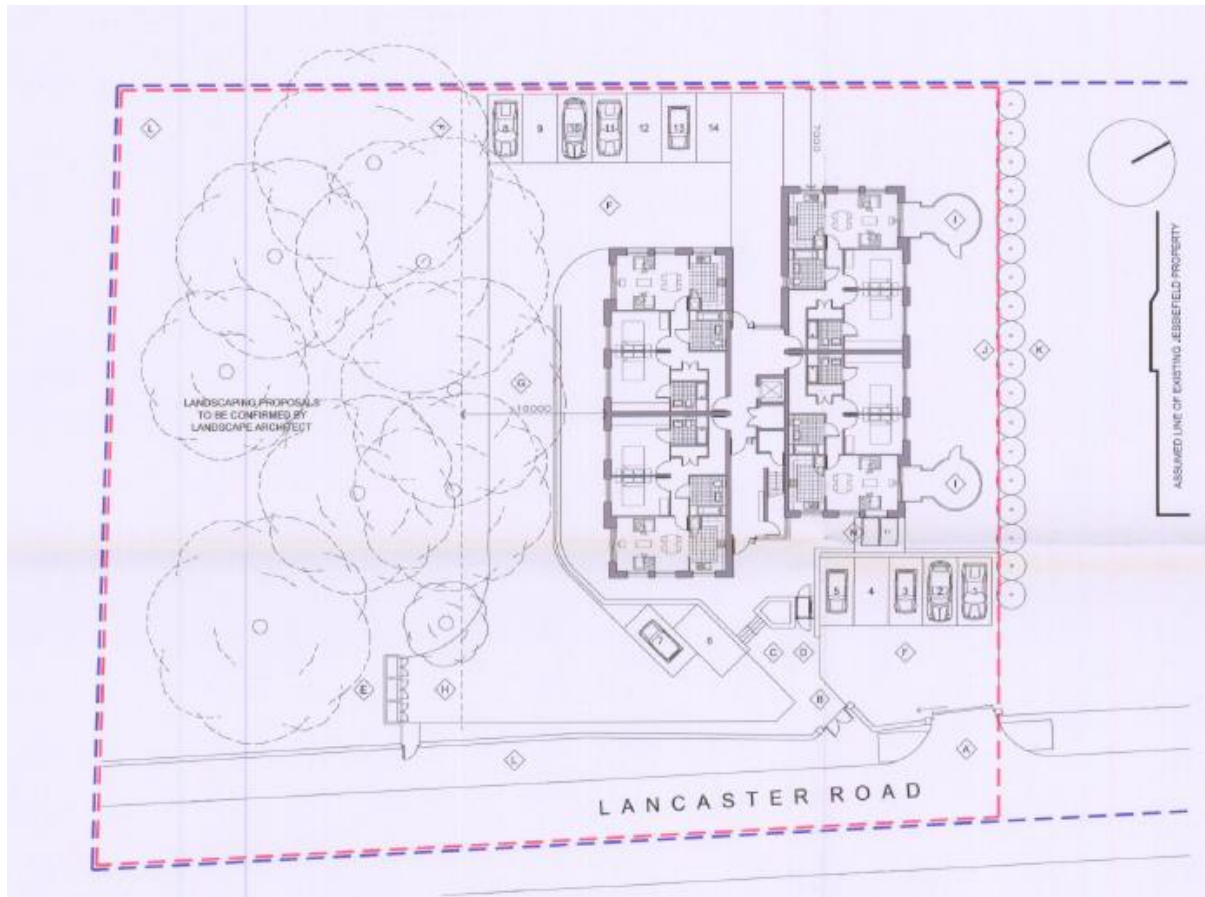 L
F
8
9
10
11
12
13
14
7000
F
I
ASSUMED LINE OF EXISTING JESSIEFIELD PROPERTY
J
K
G
10000
LANDSCAPING PROPOSALS
TO BE CONFIRMED BY
LANDSCAPE ARCHITECT
I
5
4
3
2
1
7
6
C
D
F
E
H
B
L
A
LANCASTER ROAD